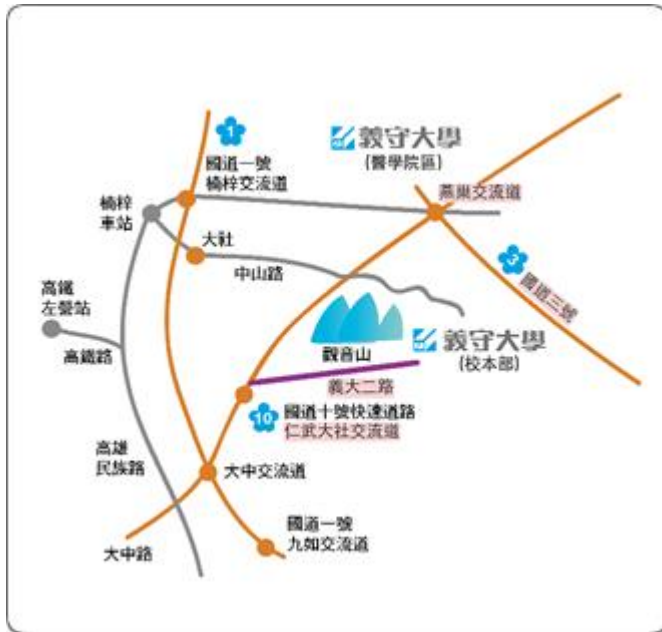 1
國道一號
楠梓交流道
義守大學
(醫學院區)
燕巢交流道
楠梓
車站
大社
中山路
3
國道三號
高鐵
左營站
高鐵路
觀音山
義守大學
(校本部)
義大二路
10
國道十號快速道路
仁武大社交流道
高雄
民族路
大中交流道
國道一號
九如交流道
大中路